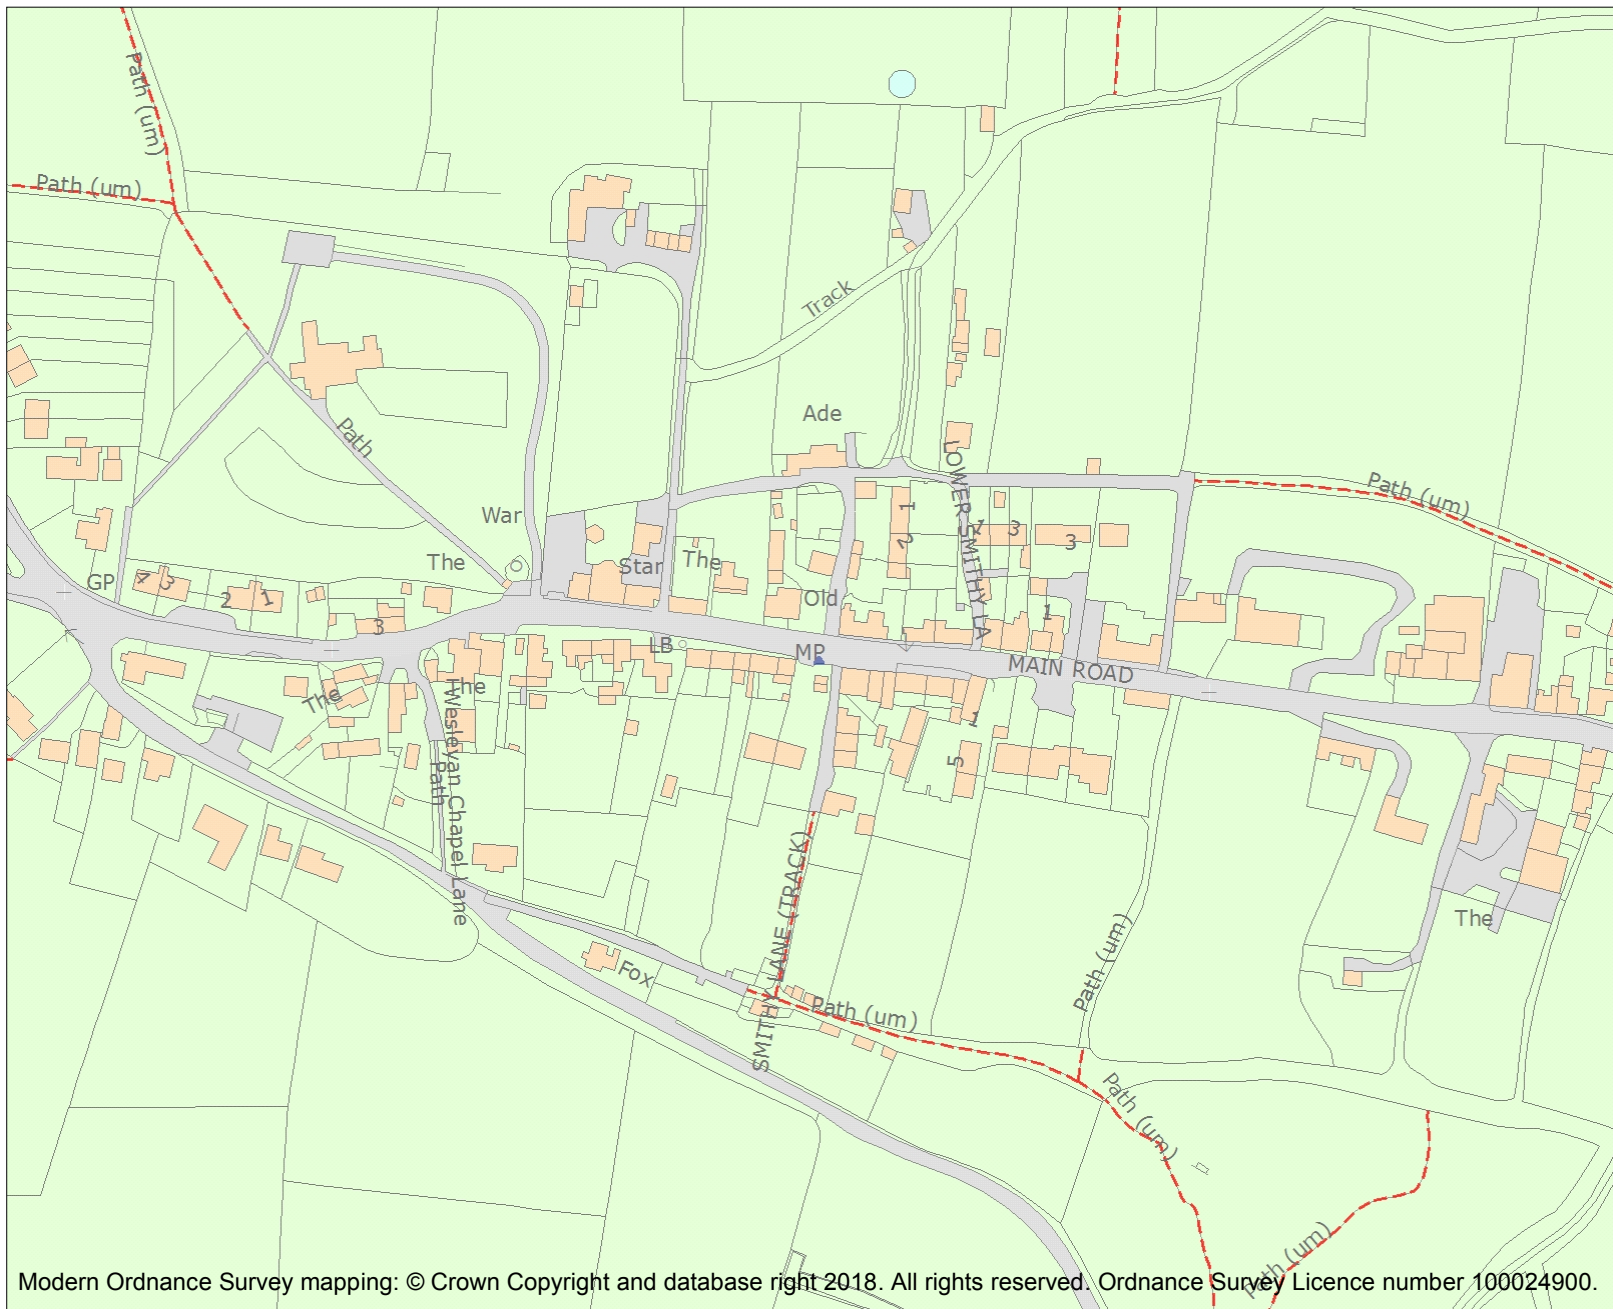 Path (um)
Path (um)
Track
Ade
Path
LOWER SMITHY LA
Path (um)
War
1
2
1
3
3
The
Star
The
GP
4
3
2
1
Old
1
3
LB
MP
MAIN ROAD
The
The
1
Wesleyan Chapel Lane
Path
5
SMITHY LANE (TRACK)
The
Path (um)
Fox
Path (um)
Path (um)
Path (um)
Modern Ordnance Survey mapping: © Crown Copyright and database right 2018. All rights reserved. Ordnance Survey Licence number 100024900.